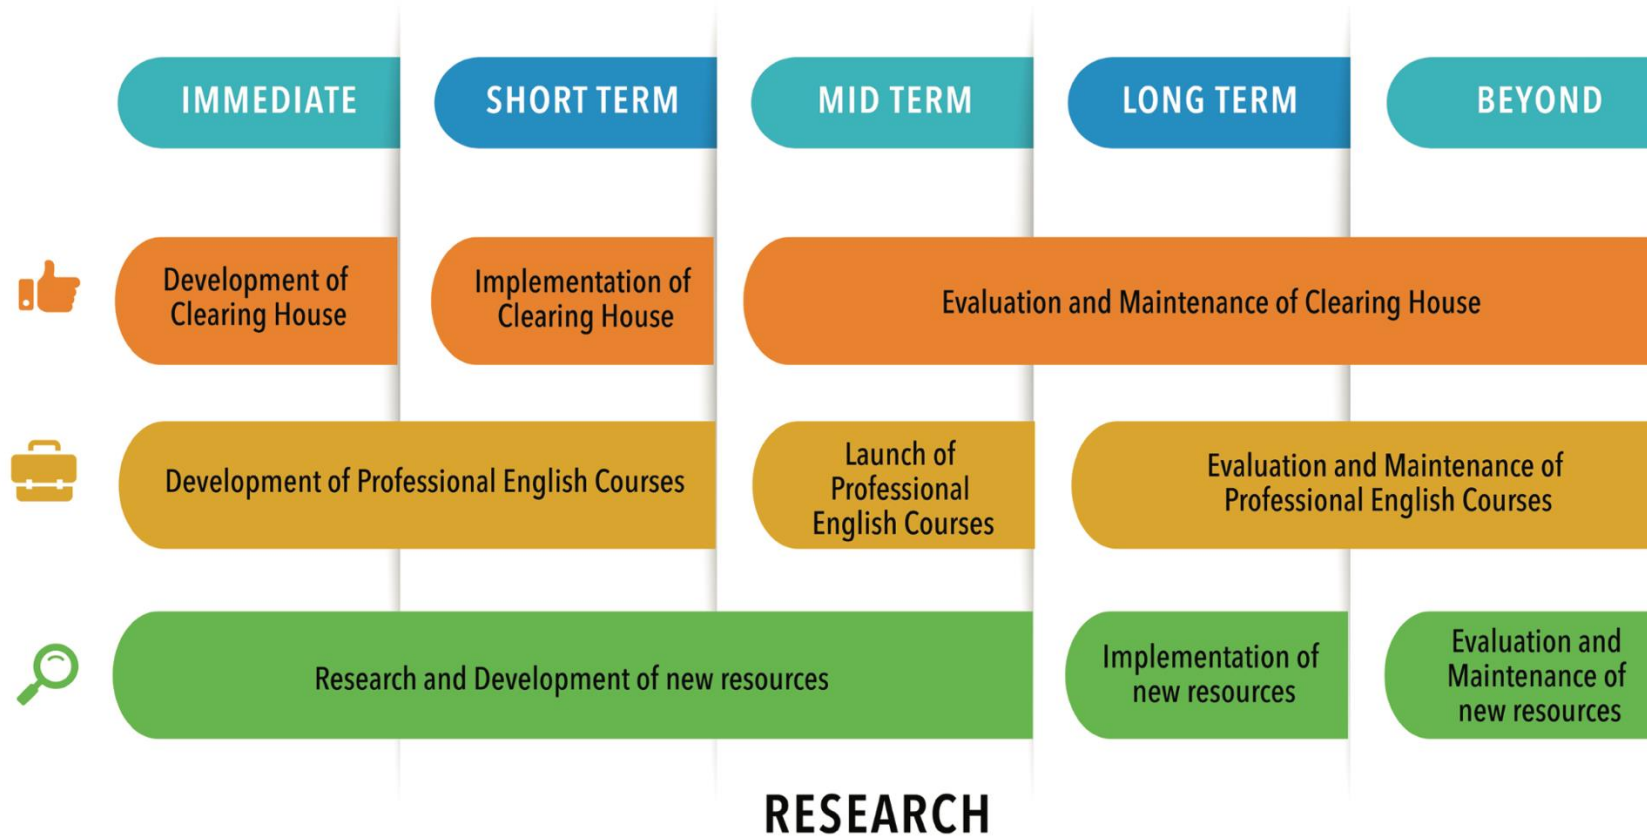 IMMEDIATE
SHORT TERM
MID TERM
LONG TERM
BEYOND
Development of
Clearing House
Implementation of
Clearing House
Evaluation and Maintenance of Clearing House
Development of Professional English Courses
Launch of
Professional
English Courses
Evaluation and Maintenance of
Professional English Courses
Research and Development of new resources
Implementation of
new resources
Evaluation and
Maintenance of
new resources
RESEARCH